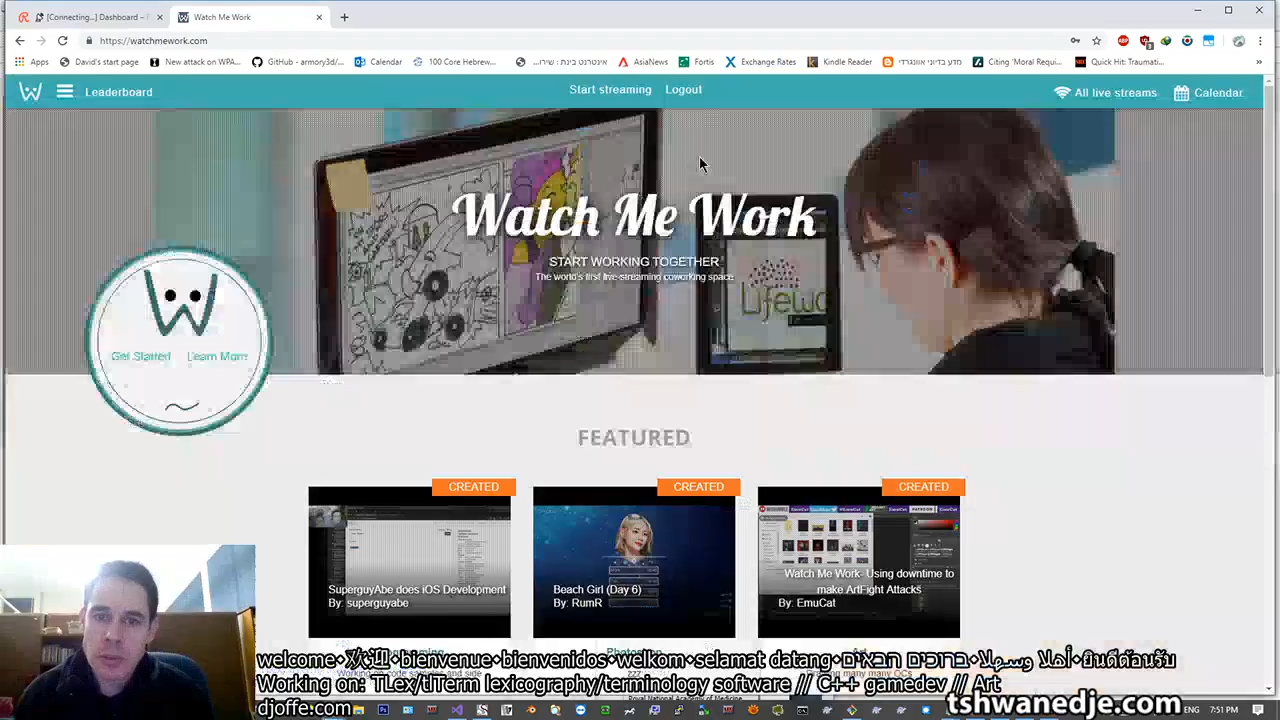 [Connecting...] Dashboard –
Watch Me Work
https://watchmework.com
Apps
David's start page
New attack on WPA...
GitHub - armory3d/...
Calendar
100 Core Hebrew...
AsiaNews
Fortis
Exchange Rates
Kindle Reader
מדע בדיוני אוונגרדי
Citing 'Moral Requi...
Quick Hit: Traumati...
»
Leaderboard
Start streaming
Logout
All live streams
Calendar
Watch Me Work
START WORKING TOGETHER
The world's first live-streaming coworking space
Get Started
Learn More
FEATURED
CREATED
CREATED
CREATED
SuperguyAbe does iOS Development
By: superguyabe
Beach Girl (Day 6)
By: RumR
Watch Me Work- Using downtime to
make ArtFight Attacks
By: EmuCat
welcome•欢迎•bienvenue•bienvenidos•welkom•selamat datang•ברוכים הבאים•أهلا وسهلا•ยินดีต้อนรับ
Working on: TLex/tlTerm lexicography/terminology software // C++ gamedev // Art
djoffe.com
tshwanedje.com
ENG
7:51 PM